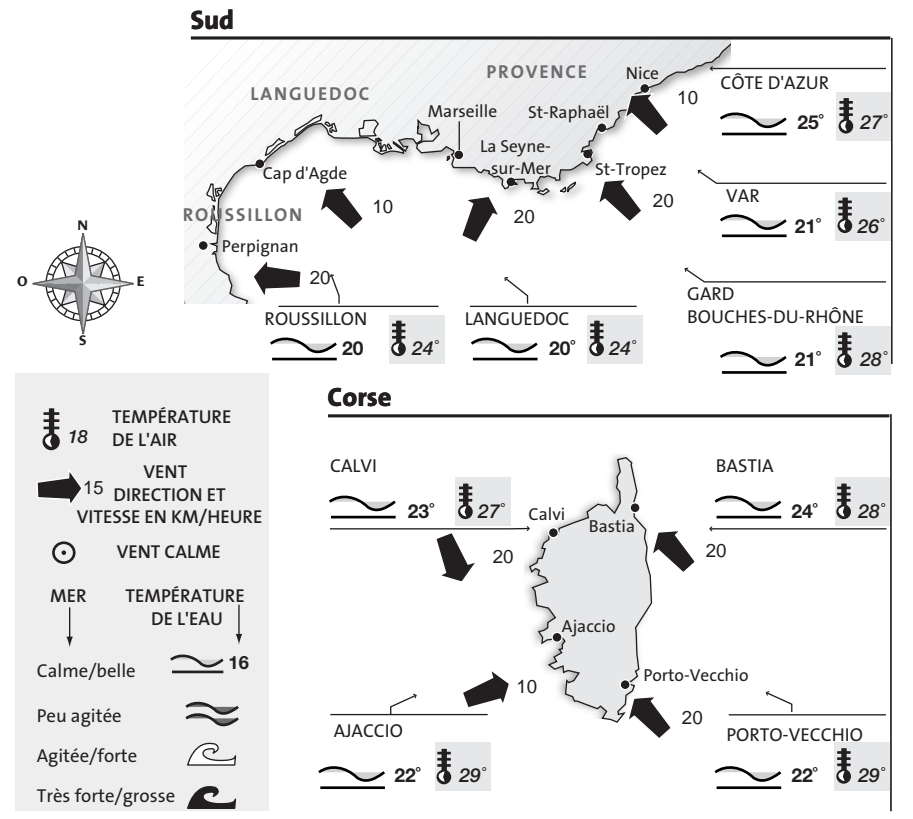 Sud
PROVENCE
Nice
LANGUEDOC
10
CÔTE D'AZUR
25° 27°
Marseille
St-Raphaël
La Seyne-
sur-Mer
St-Tropez
Cap d'Agde
10
20
20
VAR
21° 26°
ROUSSILLON
Perpignan
20
N
O
E
S
GARD
BOUCHES-DU-RHÔNE
21° 28°
ROUSSILLON
20 24°
LANGUEDOC
20° 24°
18
TEMPÉRATURE
DE L'AIR
15
VENT
DIRECTION ET
VITESSE EN KM/HEURE
VENT CALME
MER
TEMPÉRATURE
DE L'EAU
Calme/belle
16
Peu agitée
Agitée/forte
Très forte/grosse
Corse
CALVI
23° 27°
BASTIA
24° 28°
Calvi
Bastia
20
20
Ajaccio
Porto-Vecchio
10
20
AJACCIO
22° 29°
PORTO-VECCHIO
22° 29°